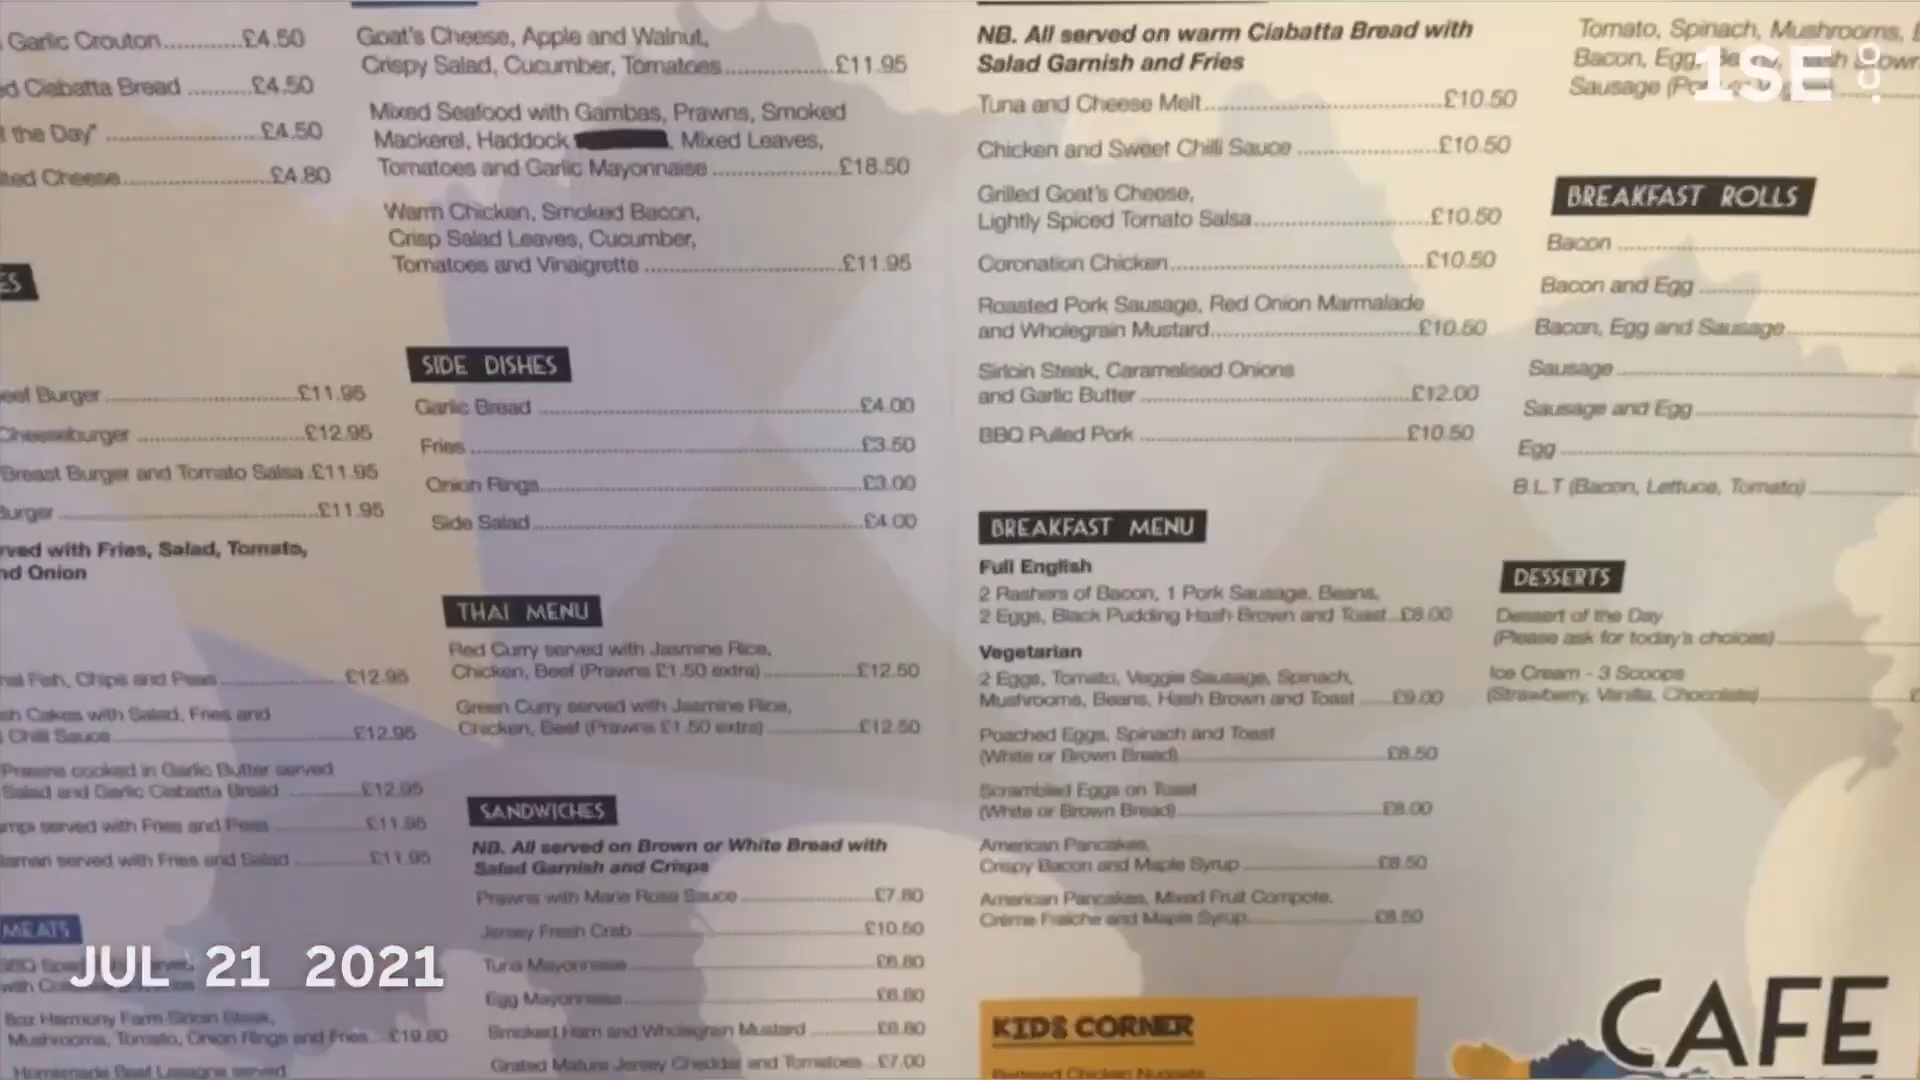 Garlic Crouton............£4.50
Ciabatta Bread ..........£4.50
the Day" ......................£4.50
Cheese......................£4.80
Beef Burger ............................£11.95
Cheeseburger ........................£12.95
Breast Burger and Tomato Salsa .£11.95
Burger ....................................£11.95
with Fries, Salad, Tomato,
Onion
Fish, Chips and Peas ..................£12.95
Cakes with Salad, Fries and
Chilli Sauce..............................£12.95
Prawns cooked in Garlic Butter served
Salad and Garlic Ciabatta Bread ..........£12.95
served with Fries and Peas ................£11.95
served with Fries and Salad ..............£11.95
MEATS
8oz Harmony Farm Sirloin Steak,
Mushrooms, Tomato, Onion Rings and Fries...£19.80
Homemade Beef Lasagne served
Goat's Cheese, Apple and Walnut,
Crispy Salad, Cucumber, Tomatoes..............£11.95
Mixed Seafood with Gambas, Prawns, Smoked
Mackerel, Haddock , Mixed Leaves,
Tomatoes and Garlic Mayonnaise ................£18.50
Warm Chicken, Smoked Bacon,
Crisp Salad Leaves, Cucumber,
Tomatoes and Vinaigrette ..........................£11.95
SIDE DISHES
Garlic Bread ..............................................£4.00
Fries ........................................................£3.50
Onion Rings..............................................£3.00
Side Salad................................................£4.00
THAI MENU
Red Curry served with Jasmine Rice,
Chicken, Beef (Prawns £1.50 extra) ..............£12.50
Green Curry served with Jasmine Rice,
Chicken, Beef (Prawns £1.50 extra) ..............£12.50
SANDWICHES
NB. All served on Brown or White Bread with
Salad Garnish and Crisps
Prawns with Marie Rose Sauce ....................£7.80
Jersey Fresh Crab ....................................£10.50
Tuna Mayonnaise ......................................£6.80
Egg Mayonnaise........................................£6.80
Smoked Ham and Wholegrain Mustard ..........£6.80
Grated Mature Jersey Cheddar and Tomatoes ..£7.00
NB. All served on warm Ciabatta Bread with
Salad Garnish and Fries
Tuna and Cheese Melt................................£10.50
Chicken and Sweet Chilli Sauce ..................£10.50
Grilled Goat's Cheese,
Lightly Spiced Tomato Salsa........................£10.50
Coronation Chicken....................................£10.50
Roasted Pork Sausage, Red Onion Marmalade
and Wholegrain Mustard..............................£10.50
Sirloin Steak, Caramelised Onions
and Garlic Butter ......................................£12.00
BBQ Pulled Pork ......................................£10.50
BREAKFAST MENU
Full English
2 Rashers of Bacon, 1 Pork Sausage, Beans,
2 Eggs, Black Pudding Hash Brown and Toast ..£8.00
Vegetarian
2 Eggs, Tomato, Veggie Sausage, Spinach,
Mushrooms, Beans, Hash Brown and Toast ......£9.00
Poached Eggs, Spinach and Toast
(White or Brown Bread)................................£8.50
Scrambled Eggs on Toast
(White or Brown Bread)................................£8.00
American Pancakes,
Crispy Bacon and Maple Syrup ....................£8.50
American Pancakes, Mixed Fruit Compote,
Crème Fraîche and Maple Syrup....................£8.50
KIDS CORNER
Battered Chicken Nuggets
Tomato, Spinach, Mushrooms,
Bacon, Egg,
Sausage
BREAKFAST ROLLS
Bacon ..............................
Bacon and Egg ....................
Bacon, Egg and Sausage..........
Sausage ............................
Sausage and Egg ..................
Egg ..................................
B.L.T (Bacon, Lettuce, Tomato) ........
DESSERTS
Dessert of the Day
(Please ask for today's choices)..........
Ice Cream - 3 Scoops
(Strawberry, Vanilla, Chocolate)..........
CAFE
1SE.co
JUL 21 2021